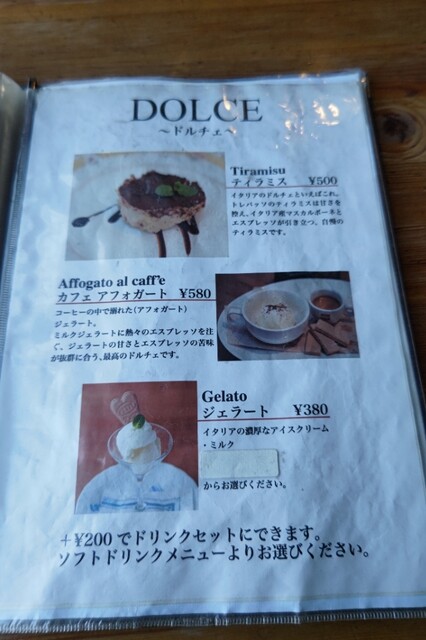 DOLCE
～ドルチェ～
Tiramisu
ティラミス ¥500
イタリアのドルチェといえばこれ。
トレパッソのティラミスは甘さを
控え、イタリア産マスカルポーネと
エスプレッソが引き立つ、自慢の
ティラミスです。
Affogato al caff'e
カフェ アフォガート ¥580
コーヒーの中で溺れた(アフォガート)
ジェラート。
ミルクジェラートに熱々のエスプレッソを注
ぐ、ジェラートの甘さとエスプレッソの苦味
が抜群に合う、最高のドルチェです。
Gelato
ジェラート ¥380
イタリアの濃厚なアイスクリーム
・ミルク
からお選びください。
＋¥200でドリンクセットにできます。
ソフトドリンクメニューよりお選びください。